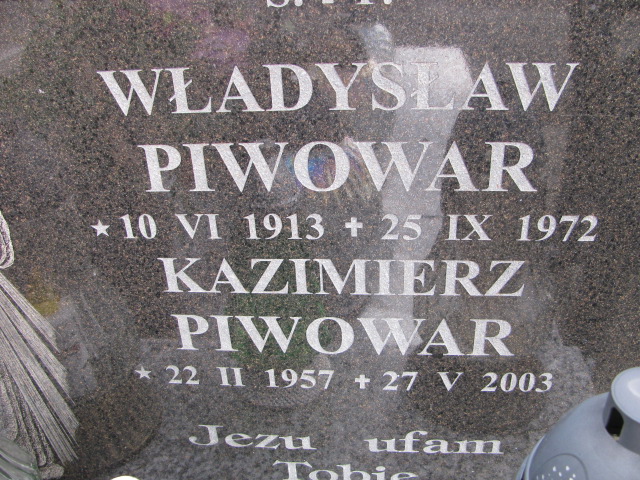 Ś. † P.
WŁADYSŁAW
PIWOWAR
★ 10 VI 1913 + 25 IX 1972
KAZIMIERZ
PIWOWAR
★ 22 II 1957 + 27 V 2003
Jezu ufam
Tobie